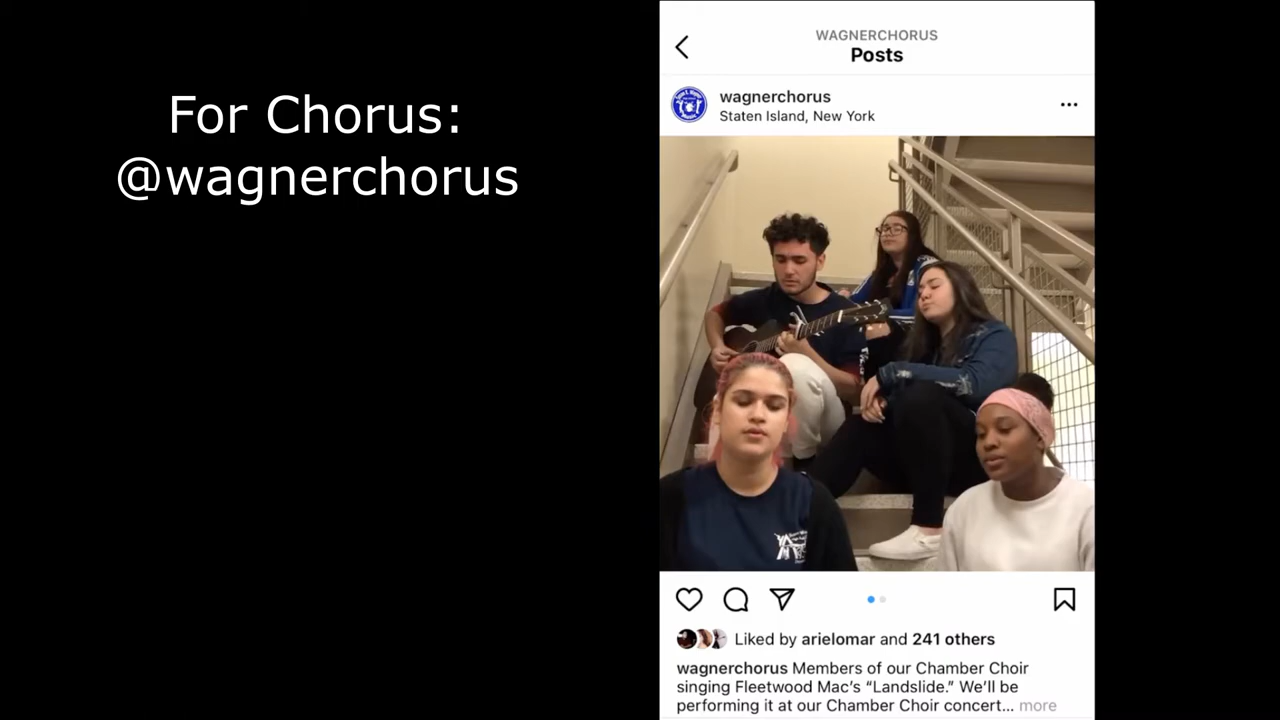 For Chorus:
@wagnerchorus
WAGNERCHORUS
Posts
wagnerchorus
Staten Island, New York
Liked by arielomar and 241 others
wagnerchorus Members of our Chamber Choir
singing Fleetwood Mac's “Landslide.” We'll be
performing it at our Chamber Choir concert... more